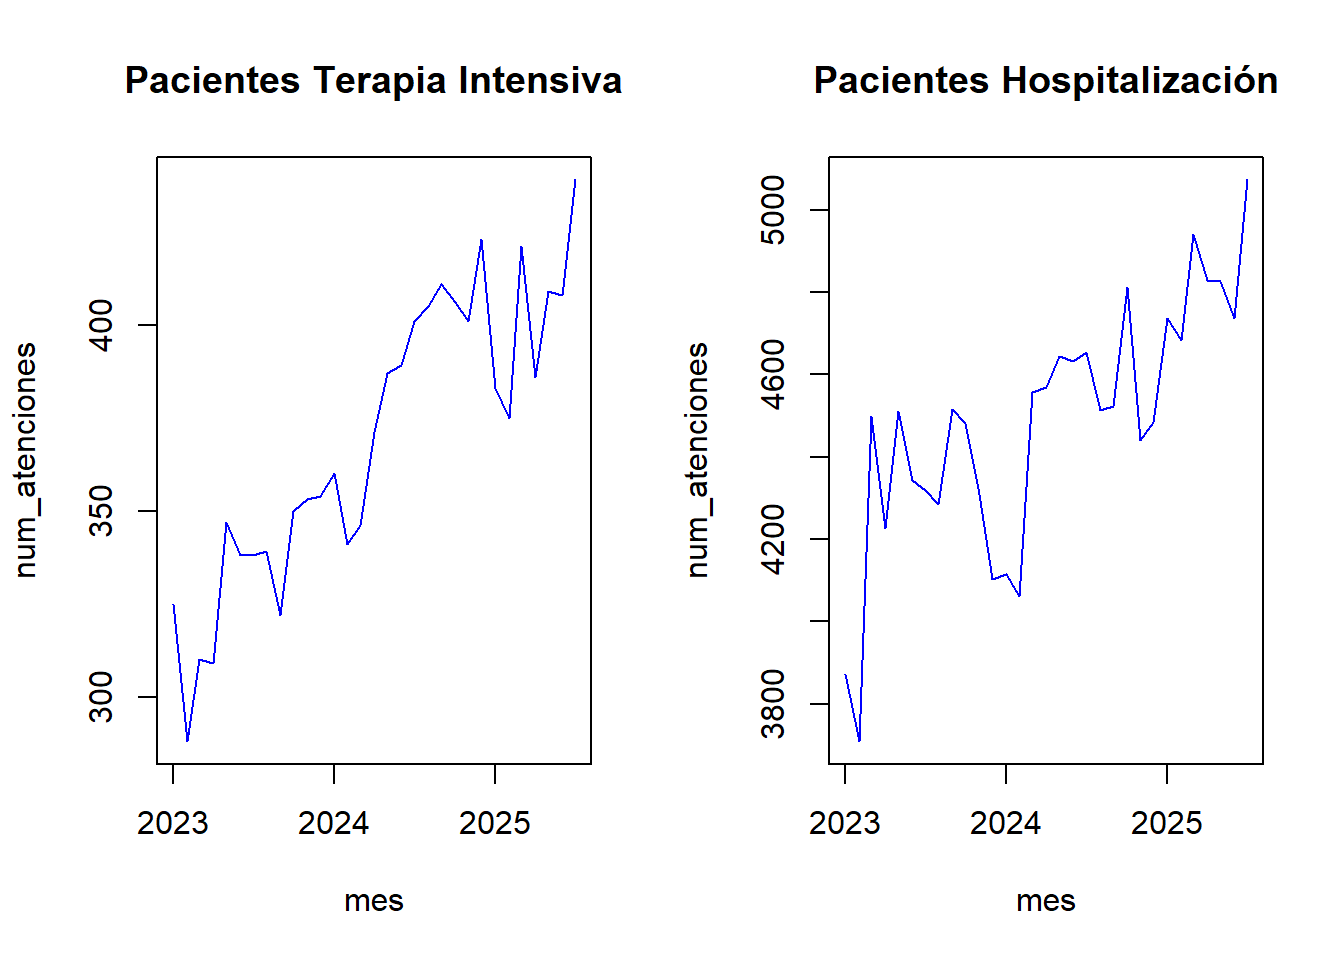 Pacientes Terapia Intensiva
num_atenciones
400
350
300
2023 2024 2025
mes
Pacientes Hospitalización
num_atenciones
5000
4600
4200
3800
2023 2024 2025
mes